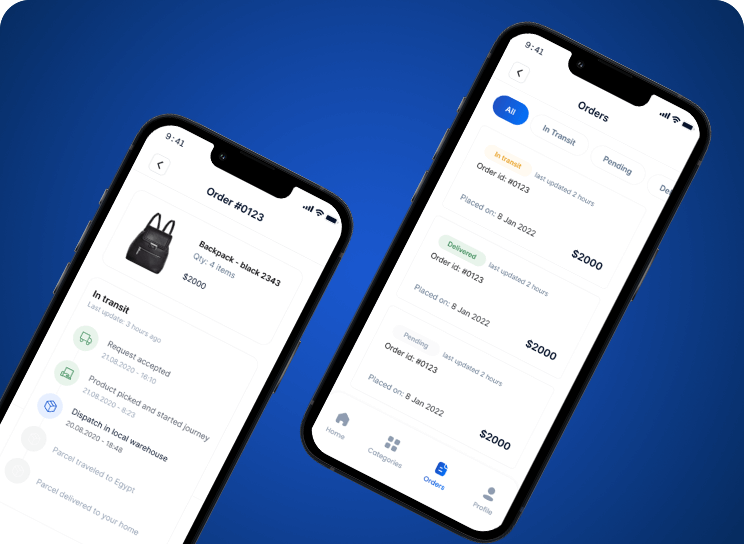 9:41
Order #0123
Backpack - black 2343
Qty: 4 items
$2000
In transit
Last update: 3 hours ago
Request accepted
21.08.2020 - 16:10
Product picked and started journey
21.08.2020 - 8:23
Dispatch in local warehouse
20.08.2020 - 18:48
Parcel traveled to Egypt
Parcel delivered to your home
9:41
Orders
All
In Transit
Pending
De
In transit
last updated 2 hours
Order id: #0123
Placed on: 8 Jan 2022
$2000
Delivered
last updated 2 hours
Order id: #0123
Placed on: 8 Jan 2022
$2000
Pending
last updated 2 hours
Order id: #0123
Placed on: 8 Jan 2022
$2000
Home
Categories
Orders
Profile